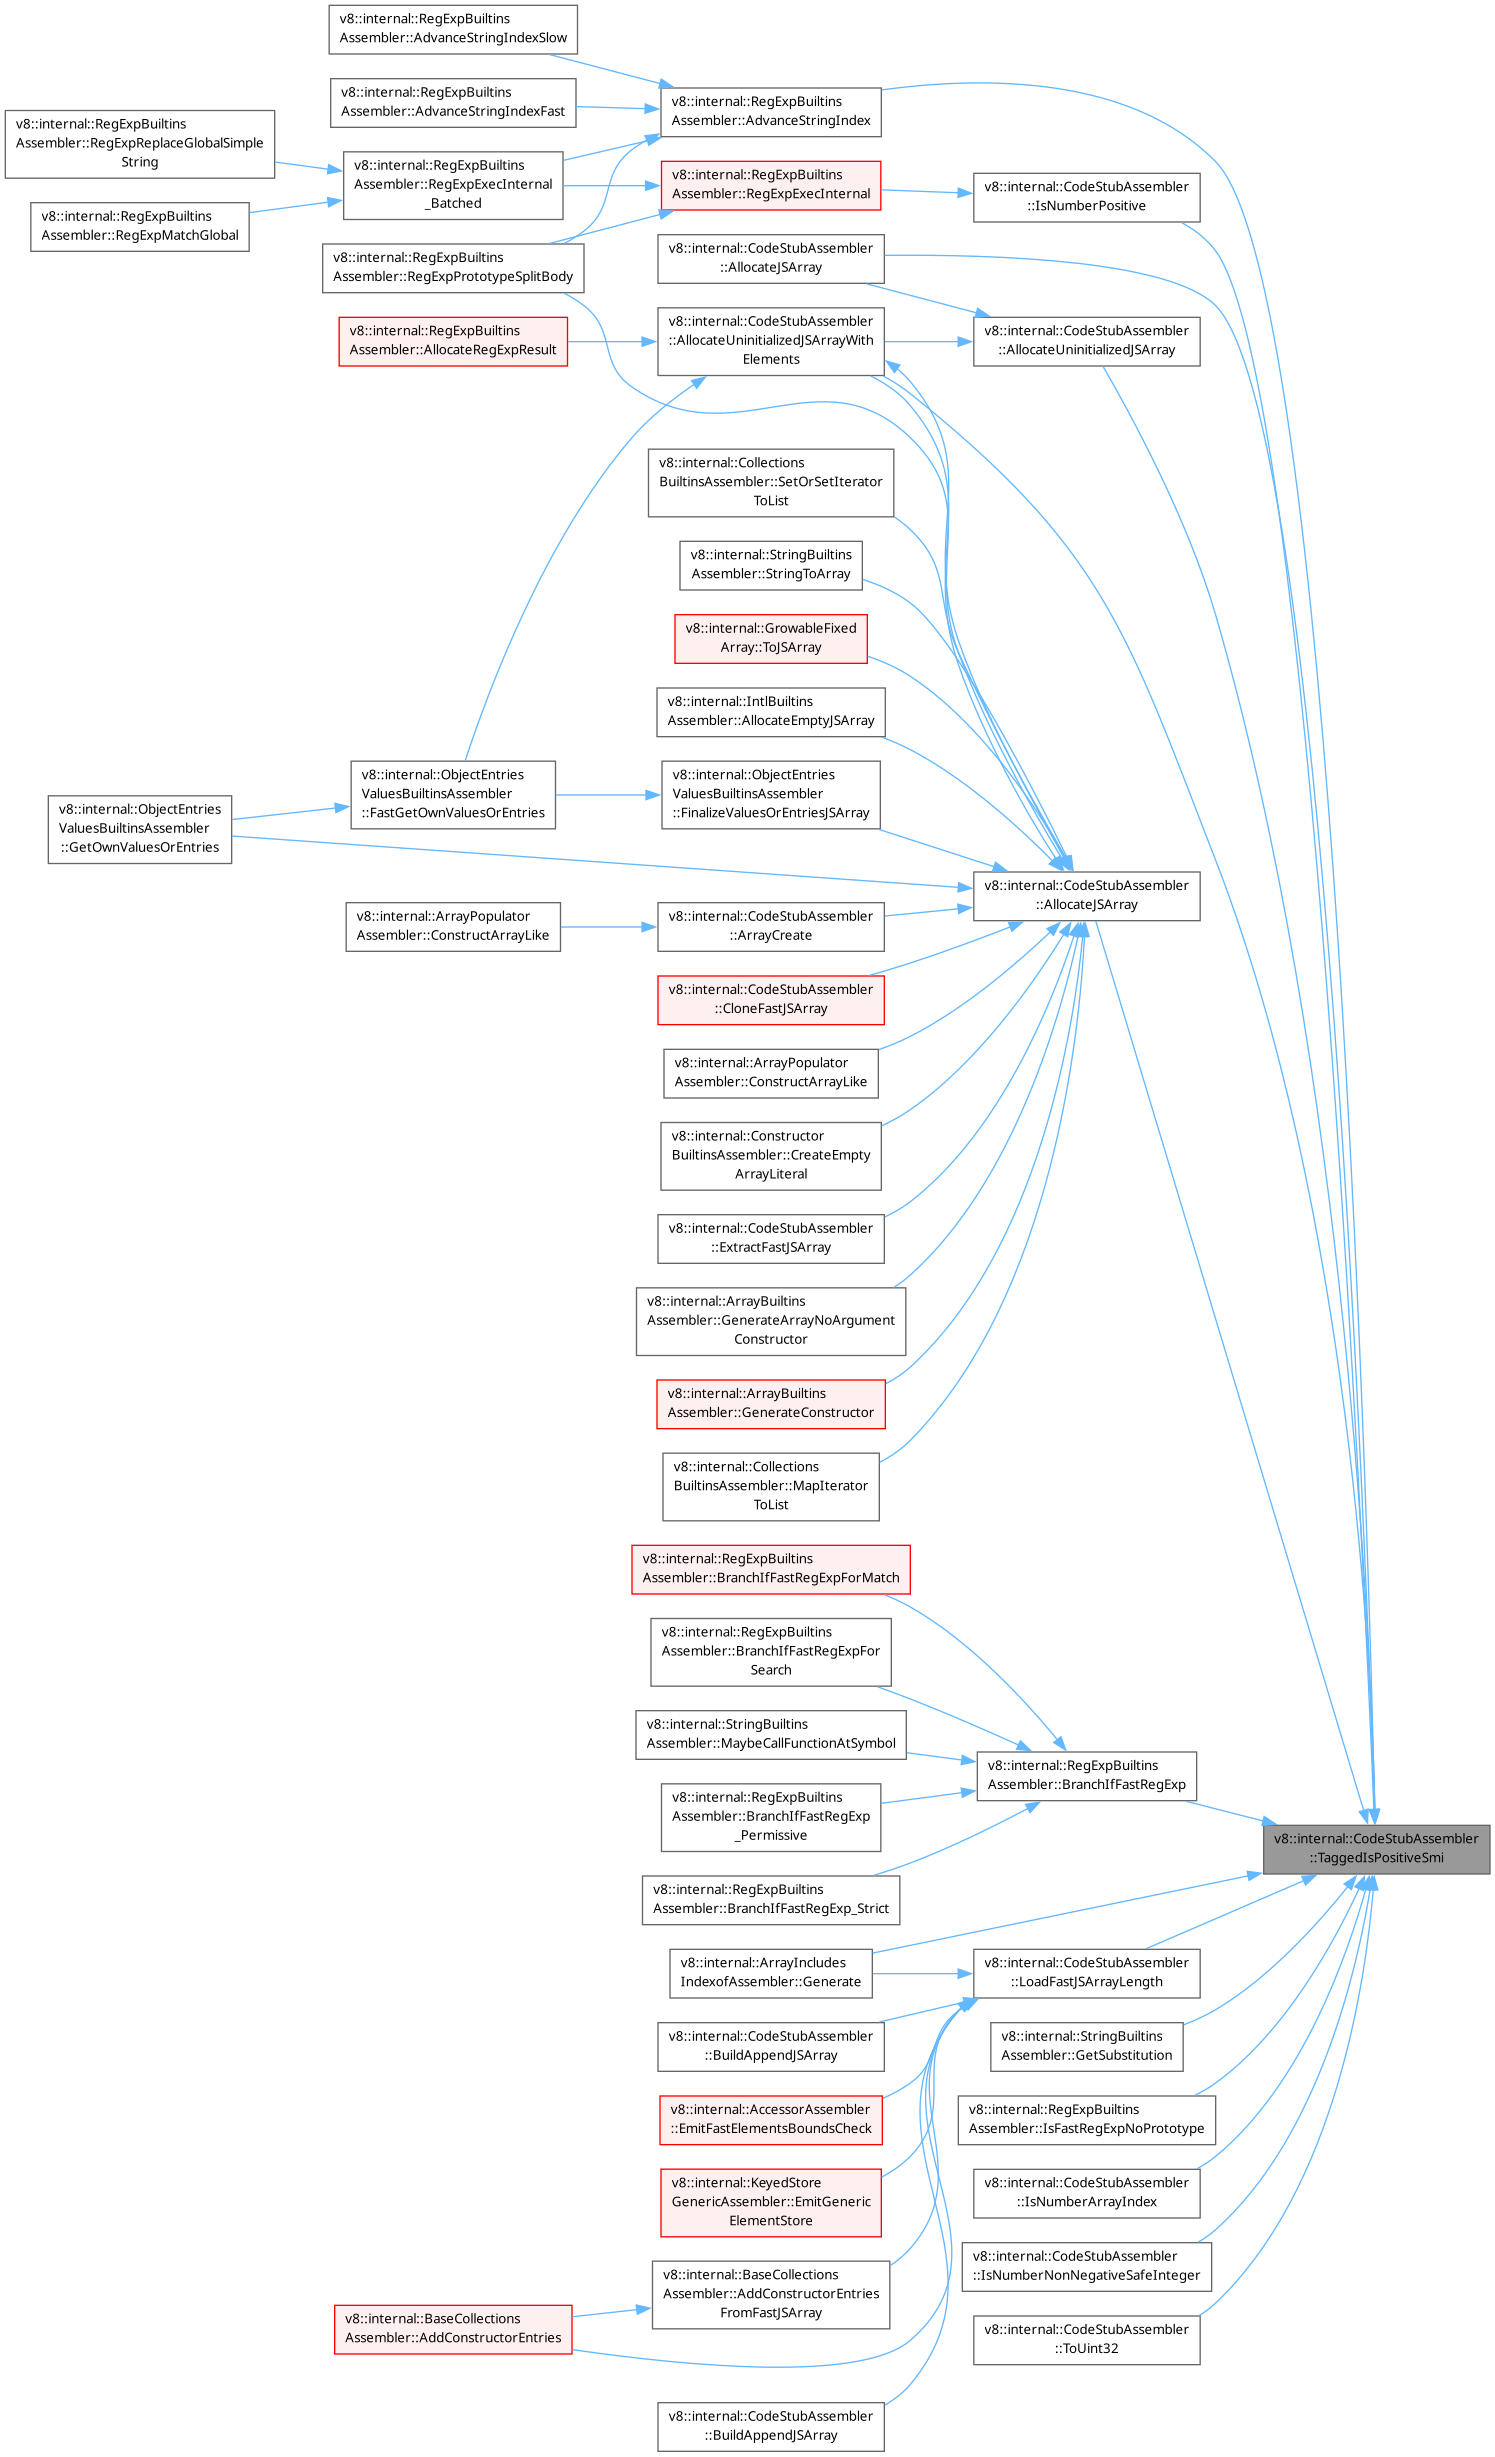 v8::internal::RegExpBuiltins
Assembler::AdvanceStringIndexSlow
v8::internal::RegExpBuiltins
Assembler::AdvanceStringIndexFast
v8::internal::RegExpBuiltins
Assembler::AdvanceStringIndex
v8::internal::RegExpBuiltins
Assembler::RegExpReplaceGlobalSimple
String
v8::internal::RegExpBuiltins
Assembler::RegExpExecInternal
_Batched
v8::internal::RegExpBuiltins
Assembler::RegExpExecInternal
v8::internal::CodeStubAssembler
::IsNumberPositive
v8::internal::RegExpBuiltins
Assembler::RegExpMatchGlobal
v8::internal::RegExpBuiltins
Assembler::RegExpPrototypeSplitBody
v8::internal::CodeStubAssembler
::AllocateJSArray
v8::internal::RegExpBuiltins
Assembler::AllocateRegExpResult
v8::internal::CodeStubAssembler
::AllocateUninitializedJSArrayWith
Elements
v8::internal::CodeStubAssembler
::AllocateUninitializedJSArray
v8::internal::Collections
BuiltinsAssembler::SetOrSetIterator
ToList
v8::internal::StringBuiltins
Assembler::StringToArray
v8::internal::GrowableFixed
Array::ToJSArray
v8::internal::IntlBuiltins
Assembler::AllocateEmptyJSArray
v8::internal::ObjectEntries
ValuesBuiltinsAssembler
::GetOwnValuesOrEntries
v8::internal::ObjectEntries
ValuesBuiltinsAssembler
::FastGetOwnValuesOrEntries
v8::internal::ObjectEntries
ValuesBuiltinsAssembler
::FinalizeValuesOrEntriesJSArray
v8::internal::CodeStubAssembler
::AllocateJSArray
v8::internal::ArrayPopulator
Assembler::ConstructArrayLike
v8::internal::CodeStubAssembler
::ArrayCreate
v8::internal::CodeStubAssembler
::CloneFastJSArray
v8::internal::ArrayPopulator
Assembler::ConstructArrayLike
v8::internal::Constructor
BuiltinsAssembler::CreateEmpty
ArrayLiteral
v8::internal::CodeStubAssembler
::ExtractFastJSArray
v8::internal::ArrayBuiltins
Assembler::GenerateArrayNoArgument
Constructor
v8::internal::ArrayBuiltins
Assembler::GenerateConstructor
v8::internal::Collections
BuiltinsAssembler::MapIterator
ToList
v8::internal::RegExpBuiltins
Assembler::BranchIfFastRegExpForMatch
v8::internal::RegExpBuiltins
Assembler::BranchIfFastRegExpFor
Search
v8::internal::StringBuiltins
Assembler::MaybeCallFunctionAtSymbol
v8::internal::RegExpBuiltins
Assembler::BranchIfFastRegExp
v8::internal::RegExpBuiltins
Assembler::BranchIfFastRegExp
_Permissive
v8::internal::CodeStubAssembler
::TaggedIsPositiveSmi
v8::internal::RegExpBuiltins
Assembler::BranchIfFastRegExp_Strict
v8::internal::ArrayIncludes
IndexofAssembler::Generate
v8::internal::CodeStubAssembler
::LoadFastJSArrayLength
v8::internal::CodeStubAssembler
::BuildAppendJSArray
v8::internal::StringBuiltins
Assembler::GetSubstitution
v8::internal::AccessorAssembler
::EmitFastElementsBoundsCheck
v8::internal::RegExpBuiltins
Assembler::IsFastRegExpNoPrototype
v8::internal::KeyedStore
GenericAssembler::EmitGeneric
ElementStore
v8::internal::CodeStubAssembler
::IsNumberArrayIndex
v8::internal::BaseCollections
Assembler::AddConstructorEntries
FromFastJSArray
v8::internal::CodeStubAssembler
::IsNumberNonNegativeSafeInteger
v8::internal::BaseCollections
Assembler::AddConstructorEntries
v8::internal::CodeStubAssembler
::ToUint32
v8::internal::CodeStubAssembler
::BuildAppendJSArray